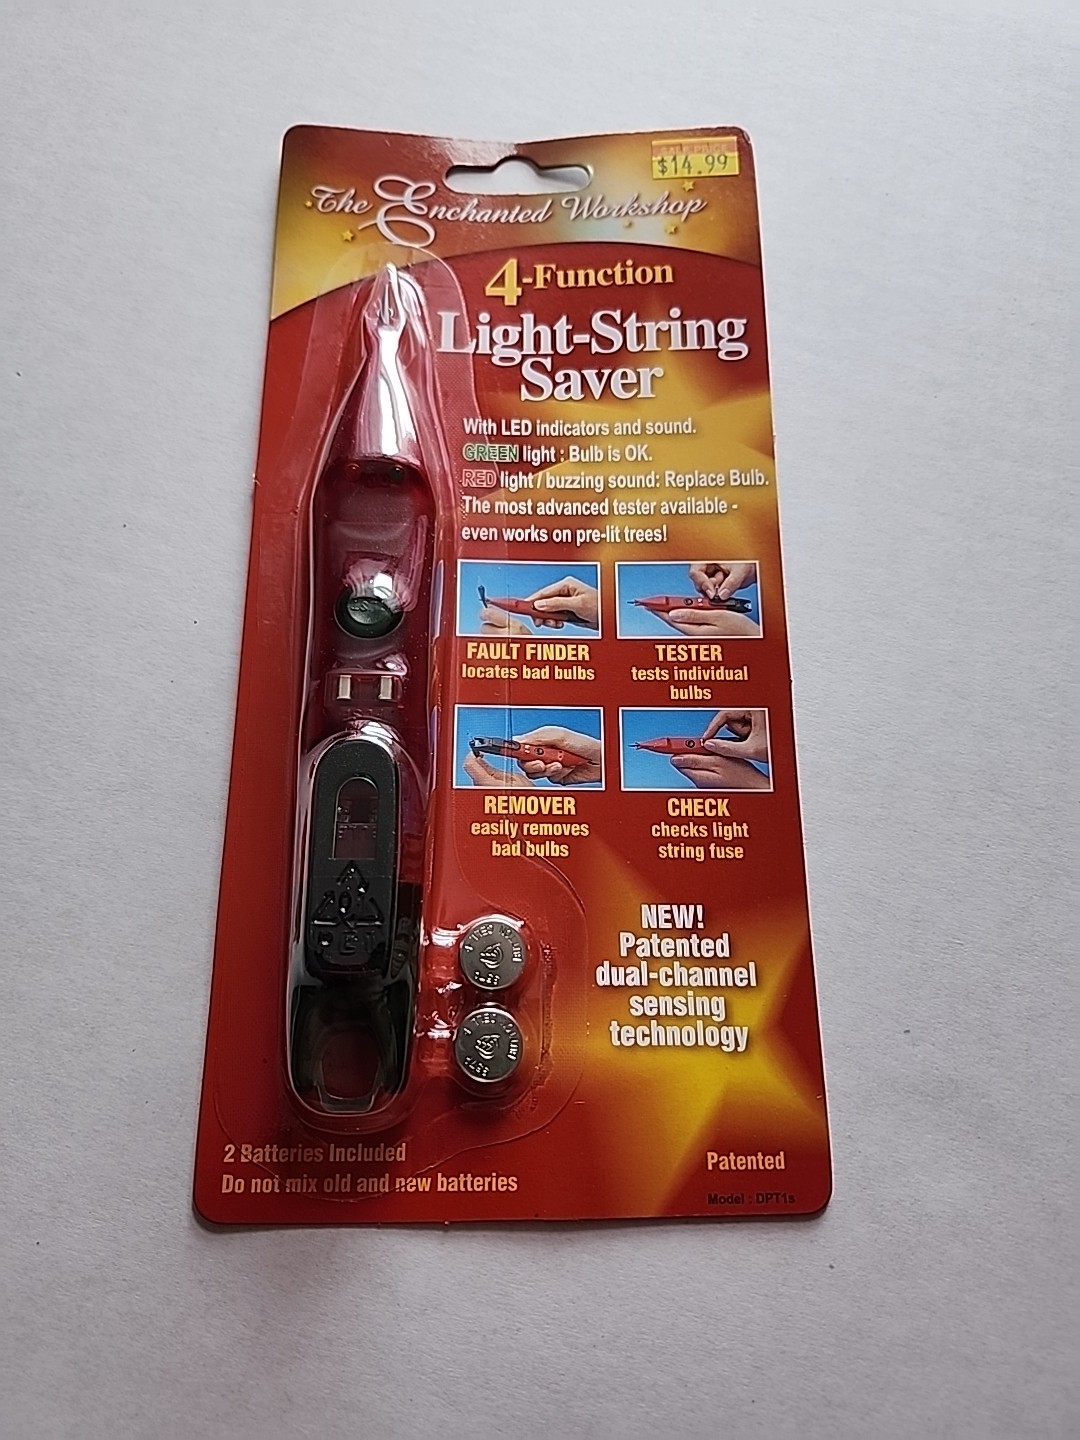 SALE PRICE
$14.99
The Enchanted Workshop
4-Function
Light-String
Saver
With LED indicators and sound.
GREEN light : Bulb is OK.
RED light / buzzing sound: Replace Bulb.
The most advanced tester available -
even works on pre-lit trees!
FAULT FINDER
locates bad bulbs
TESTER
tests individual
bulbs
REMOVER
easily removes
bad bulbs
CHECK
checks light
string fuse
NEW!
Patented
dual-channel
sensing
technology
2 Batteries Included
Do not mix old and new batteries
Patented
Model : DPT1s